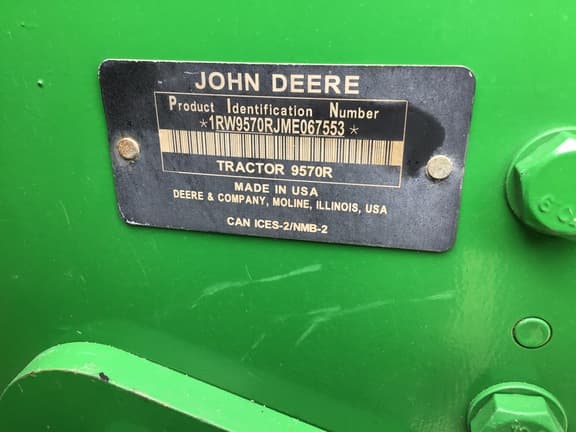 JOHN DEERE
Product Identification Number
*1RW9570RJME067553*
TRACTOR 9570R
MADE IN USA
DEERE & COMPANY, MOLINE, ILLINOIS, USA
CAN ICES-2/NMB-2